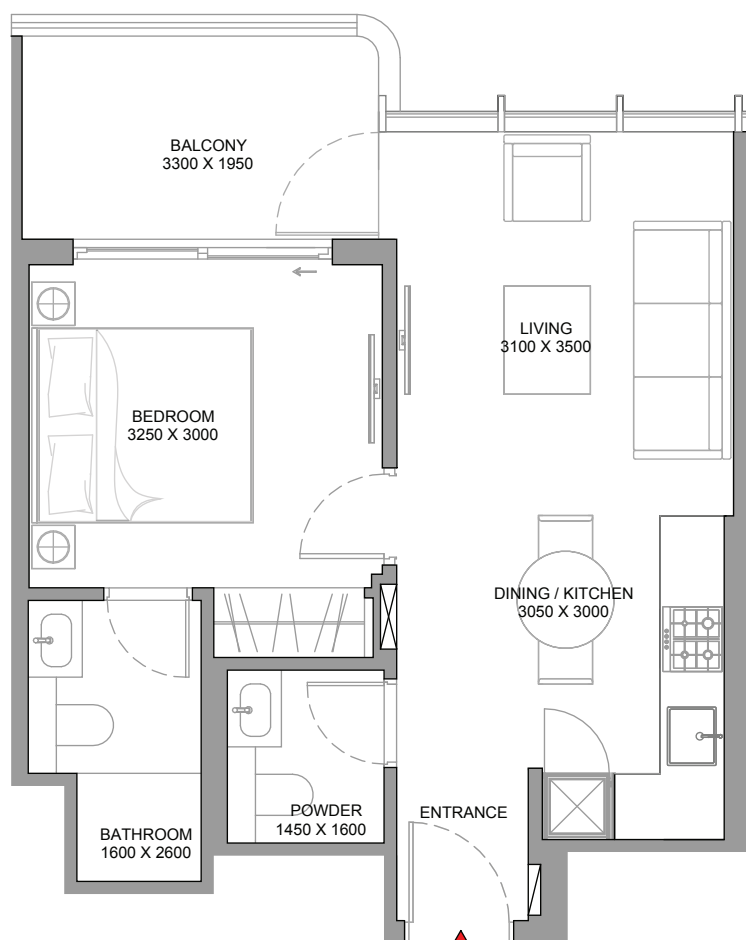 BALCONY
3300 X 1950
LIVING
3100 X 3500
BEDROOM
3250 X 3000
DINING / KITCHEN
3050 X 3000
POWDER
1450 X 1600
ENTRANCE
BATHROOM
1600 X 2600